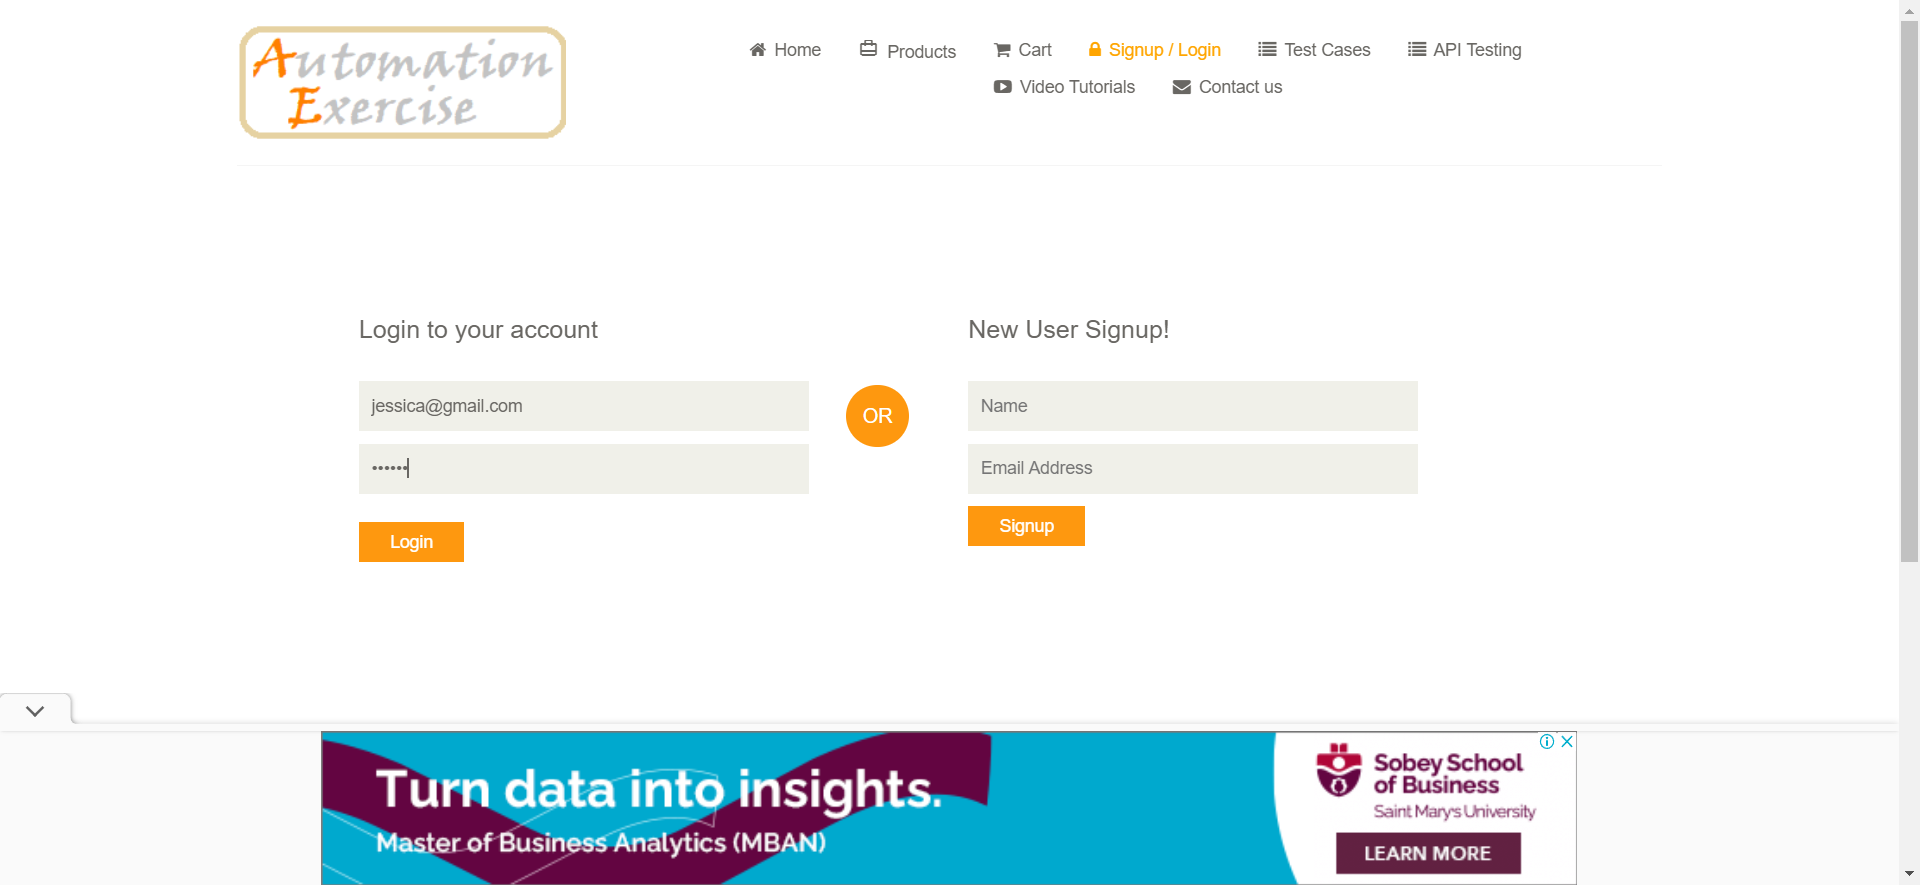 Automation
Exercise
Home
Products
Cart
Signup / Login
Test Cases
API Testing
Video Tutorials
Contact us
Login to your account
New User Signup!
jessica@gmail.com
••••••
OR
Name
Email Address
Login
Signup
Turn data into insights.
Master of Business Analytics (MBAN)
Sobey School
of Business
Saint Mary's University
LEARN MORE